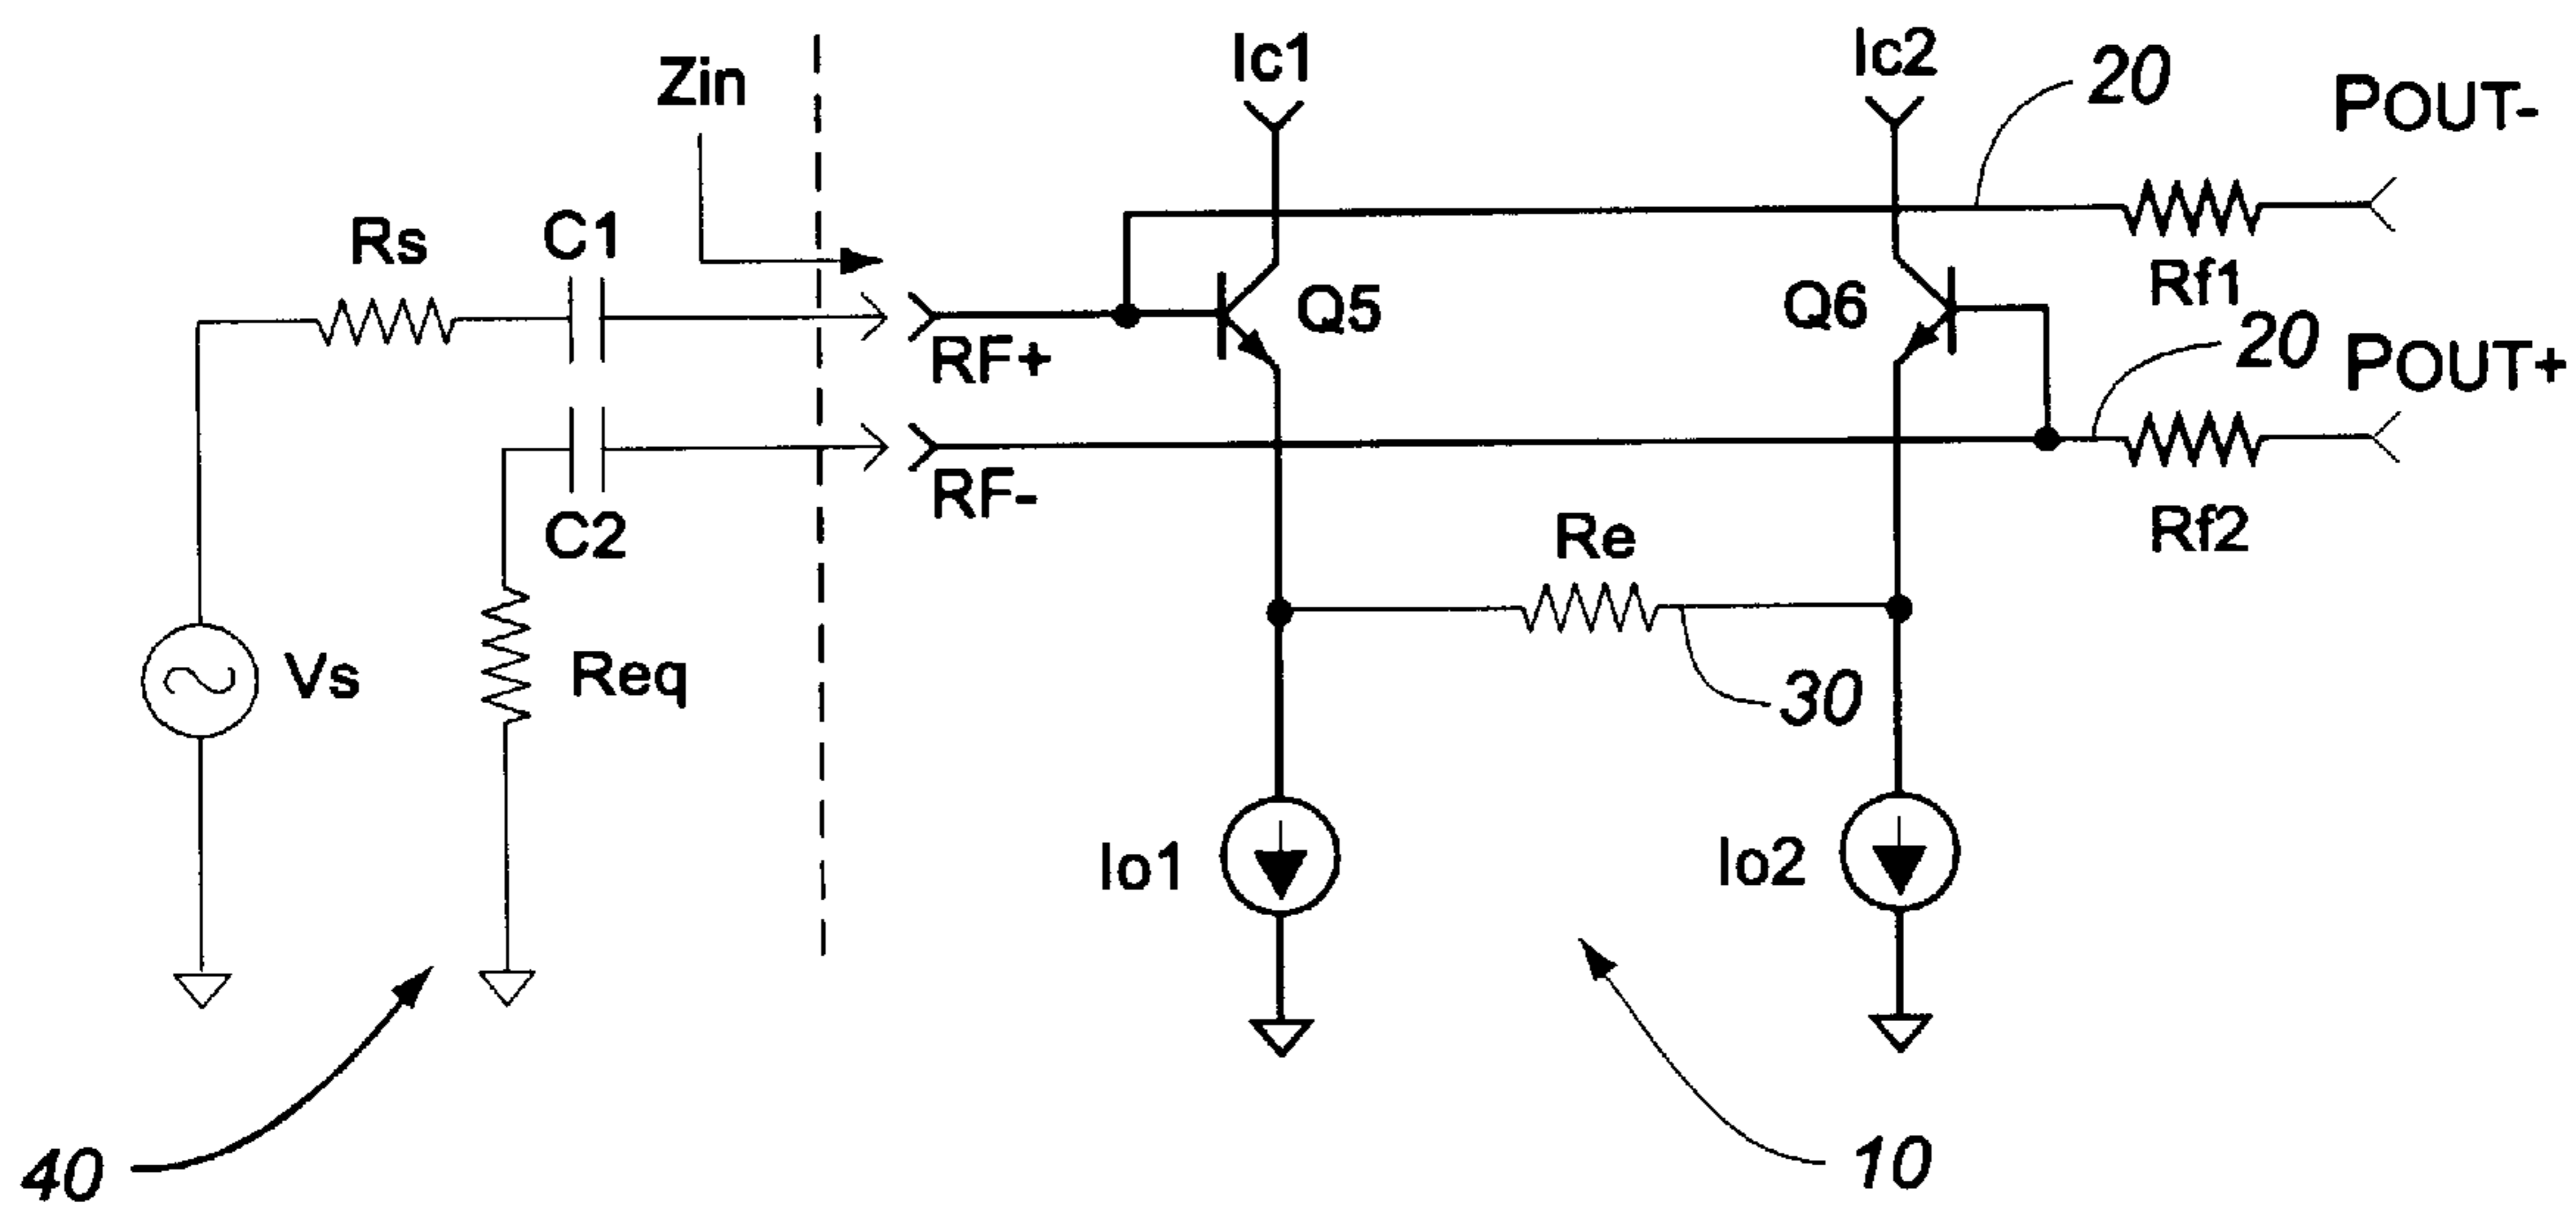 Ic1
Ic2
20
POUT-
Zin
Rs
C1
Rf1
Q5
Q6
RF+
20
POUT+
RF-
C2
Re
Rf2
Vs
Req
30
Io1
Io2
40
10